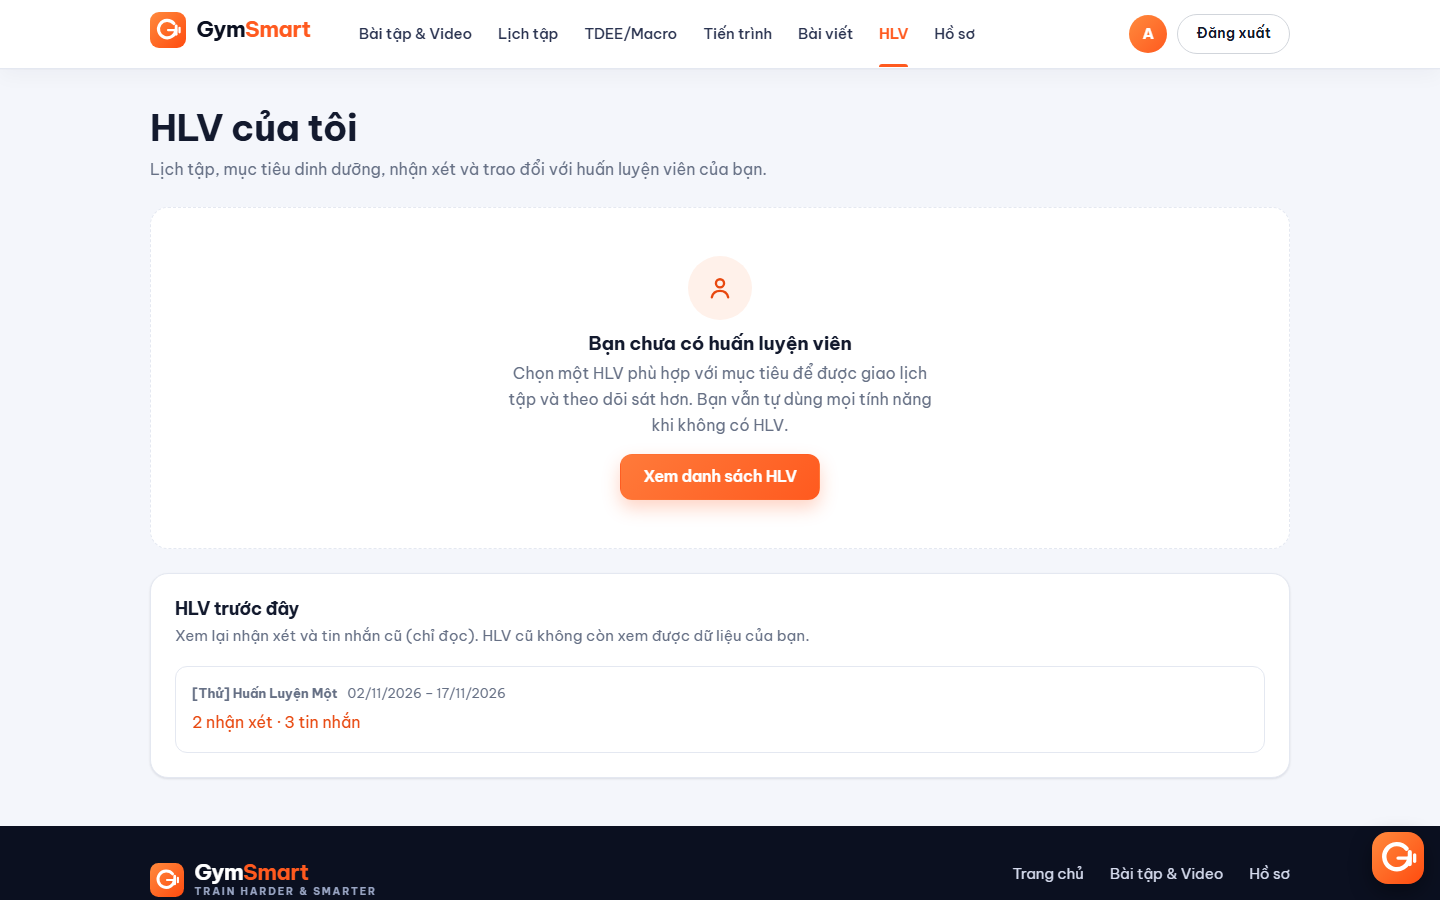 GymSmart
Bài tập & Video
Lịch tập
TDEE/Macro
Tiến trình
Bài viết
HLV
Hồ sơ
A
Đăng xuất
HLV của tôi
Lịch tập, mục tiêu dinh dưỡng, nhận xét và trao đổi với huấn luyện viên của bạn.
Bạn chưa có huấn luyện viên
Chọn một HLV phù hợp với mục tiêu để được giao lịch
tập và theo dõi sát hơn. Bạn vẫn tự dùng mọi tính năng
khi không có HLV.
Xem danh sách HLV
HLV trước đây
Xem lại nhận xét và tin nhắn cũ (chỉ đọc). HLV cũ không còn xem được dữ liệu của bạn.
[Thử] Huấn Luyện Một 02/11/2026 – 17/11/2026
2 nhận xét · 3 tin nhắn
GymSmart
TRAIN HARDER & SMARTER
Trang chủ
Bài tập & Video
Hồ sơ